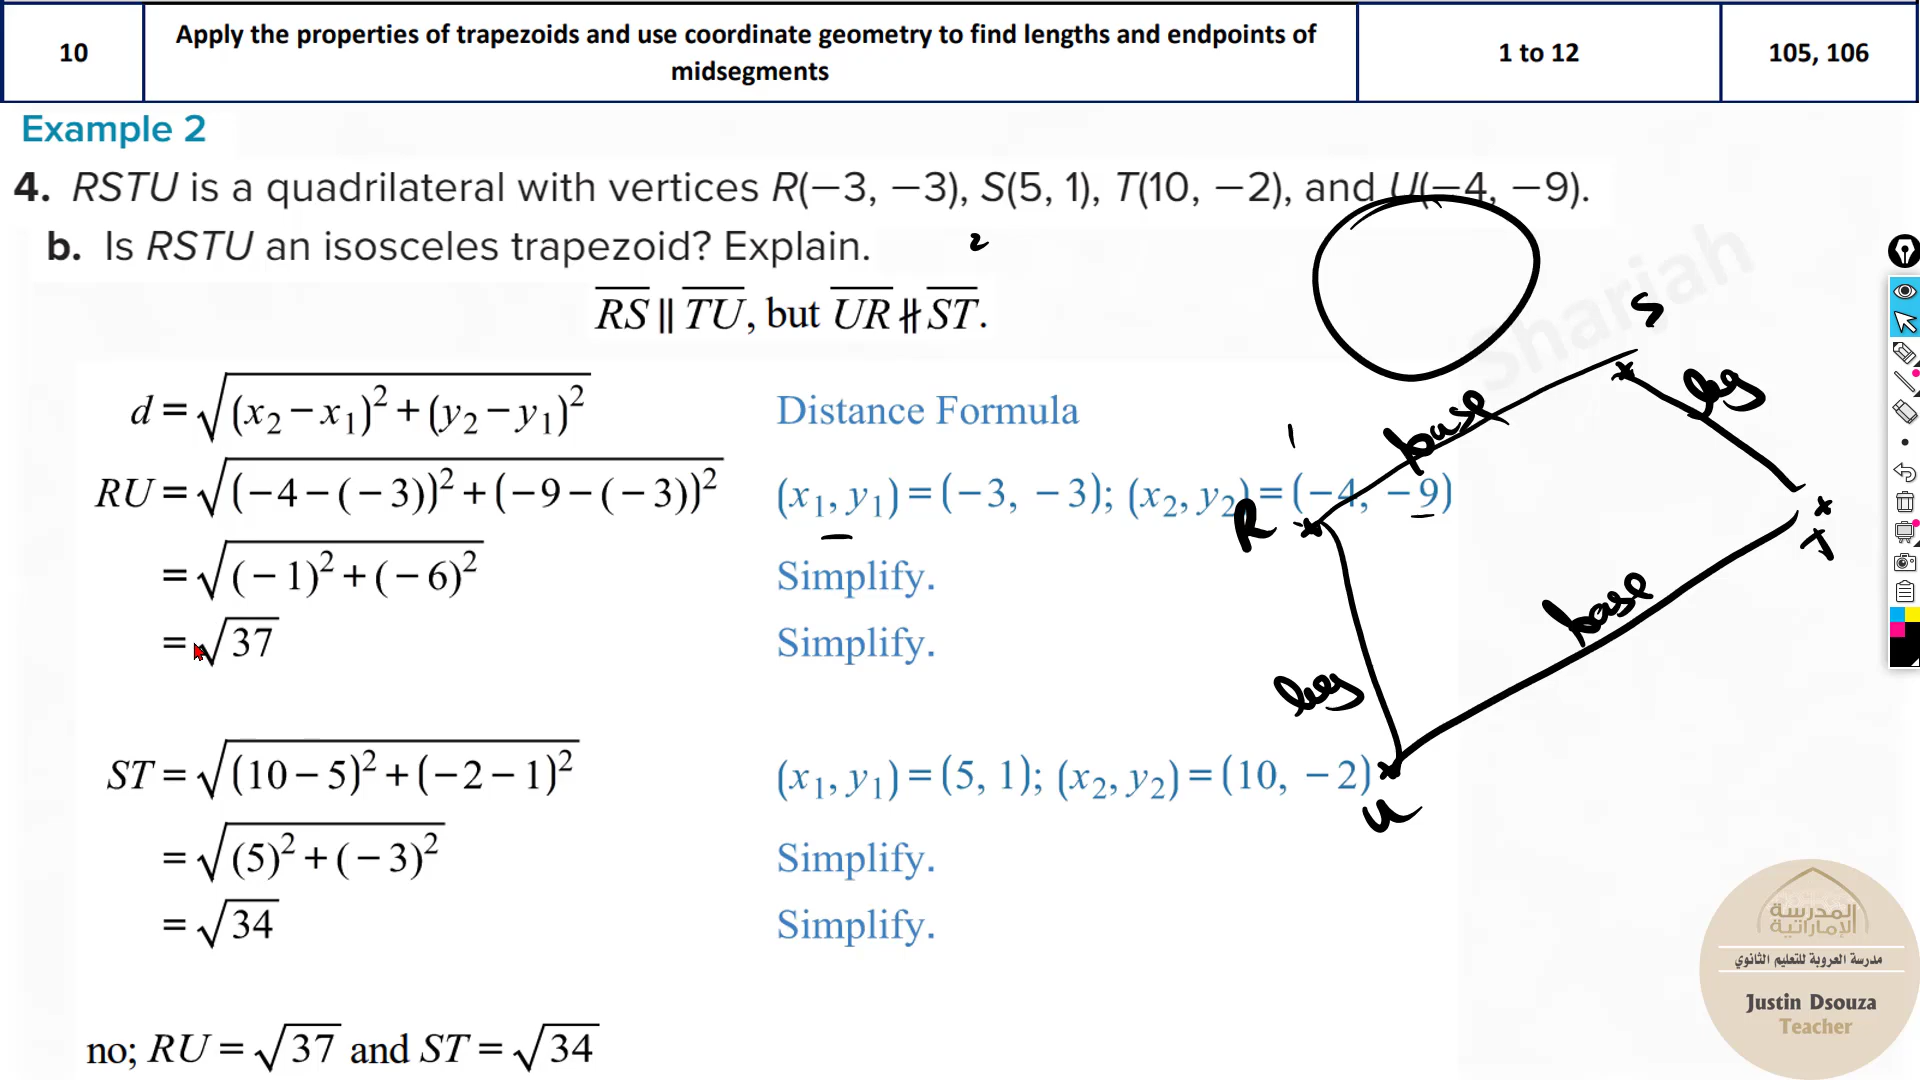 10 Apply the properties of trapezoids and use coordinate geometry to find lengths and endpoints of midsegments 1 to 12 105, 106
Example 2
4. RSTU is a quadrilateral with vertices R(−3, −3), S(5, 1), T(10, −2), and U(−4, −9).
b. Is RSTU an isosceles trapezoid? Explain.
2
R̅S̅ ∥ T̅U̅, but U̅R̅ ∦ S̅T̅.
d = √((x₂ − x₁)² + (y₂ − y₁)²) Distance Formula
RU = √((−4 − (−3))² + (−9 − (−3))²) (x₁, y₁) = (−3, −3); (x₂, y₂) = (−4, −9)
= √((−1)² + (−6)²) Simplify.
= √37 Simplify.
ST = √((10 − 5)² + (−2 − 1)²) (x₁, y₁) = (5, 1); (x₂, y₂) = (10, −2)
= √((5)² + (−3)²) Simplify.
= √34 Simplify.
no; RU = √37 and ST = √34
S
leg
base
R
T
base
leg
U
Sharjah
المدرسة
الإماراتية
مدرسة العروبة للتعليم الثانوي
Justin Dsouza
Teacher